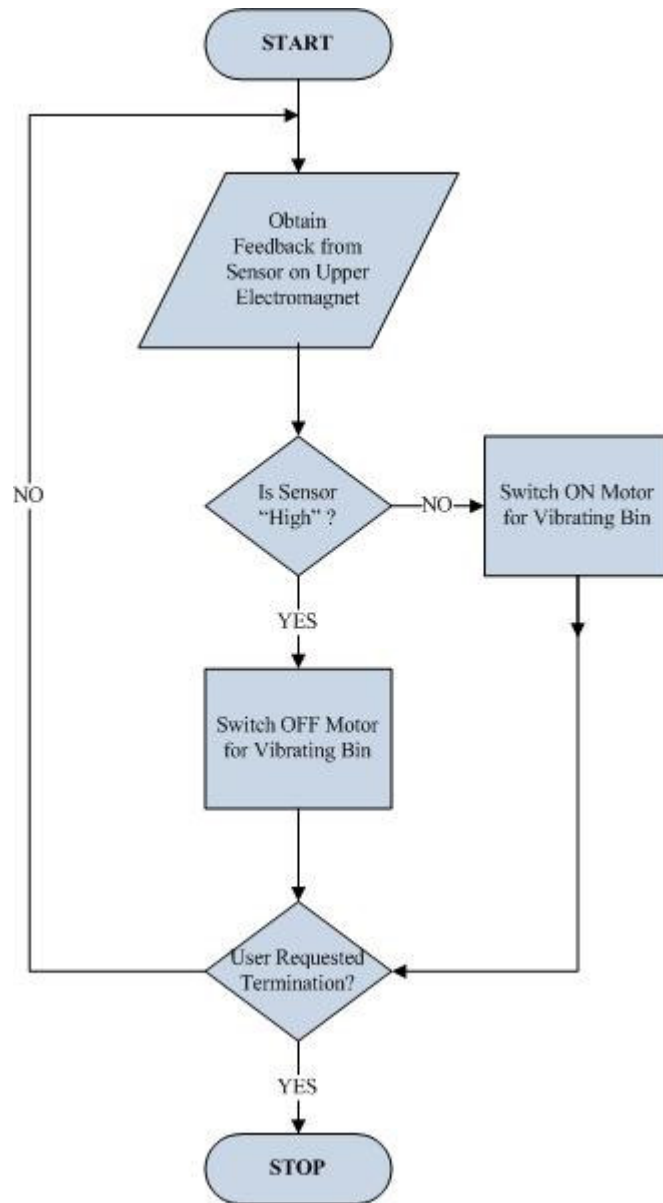 START
Obtain
Feedback from
Sensor on Upper
Electromagnet
Is Sensor
“High” ?
NO
Switch ON Motor
for Vibrating Bin
NO
YES
Switch OFF Motor
for Vibrating Bin
User Requested
Termination?
YES
STOP